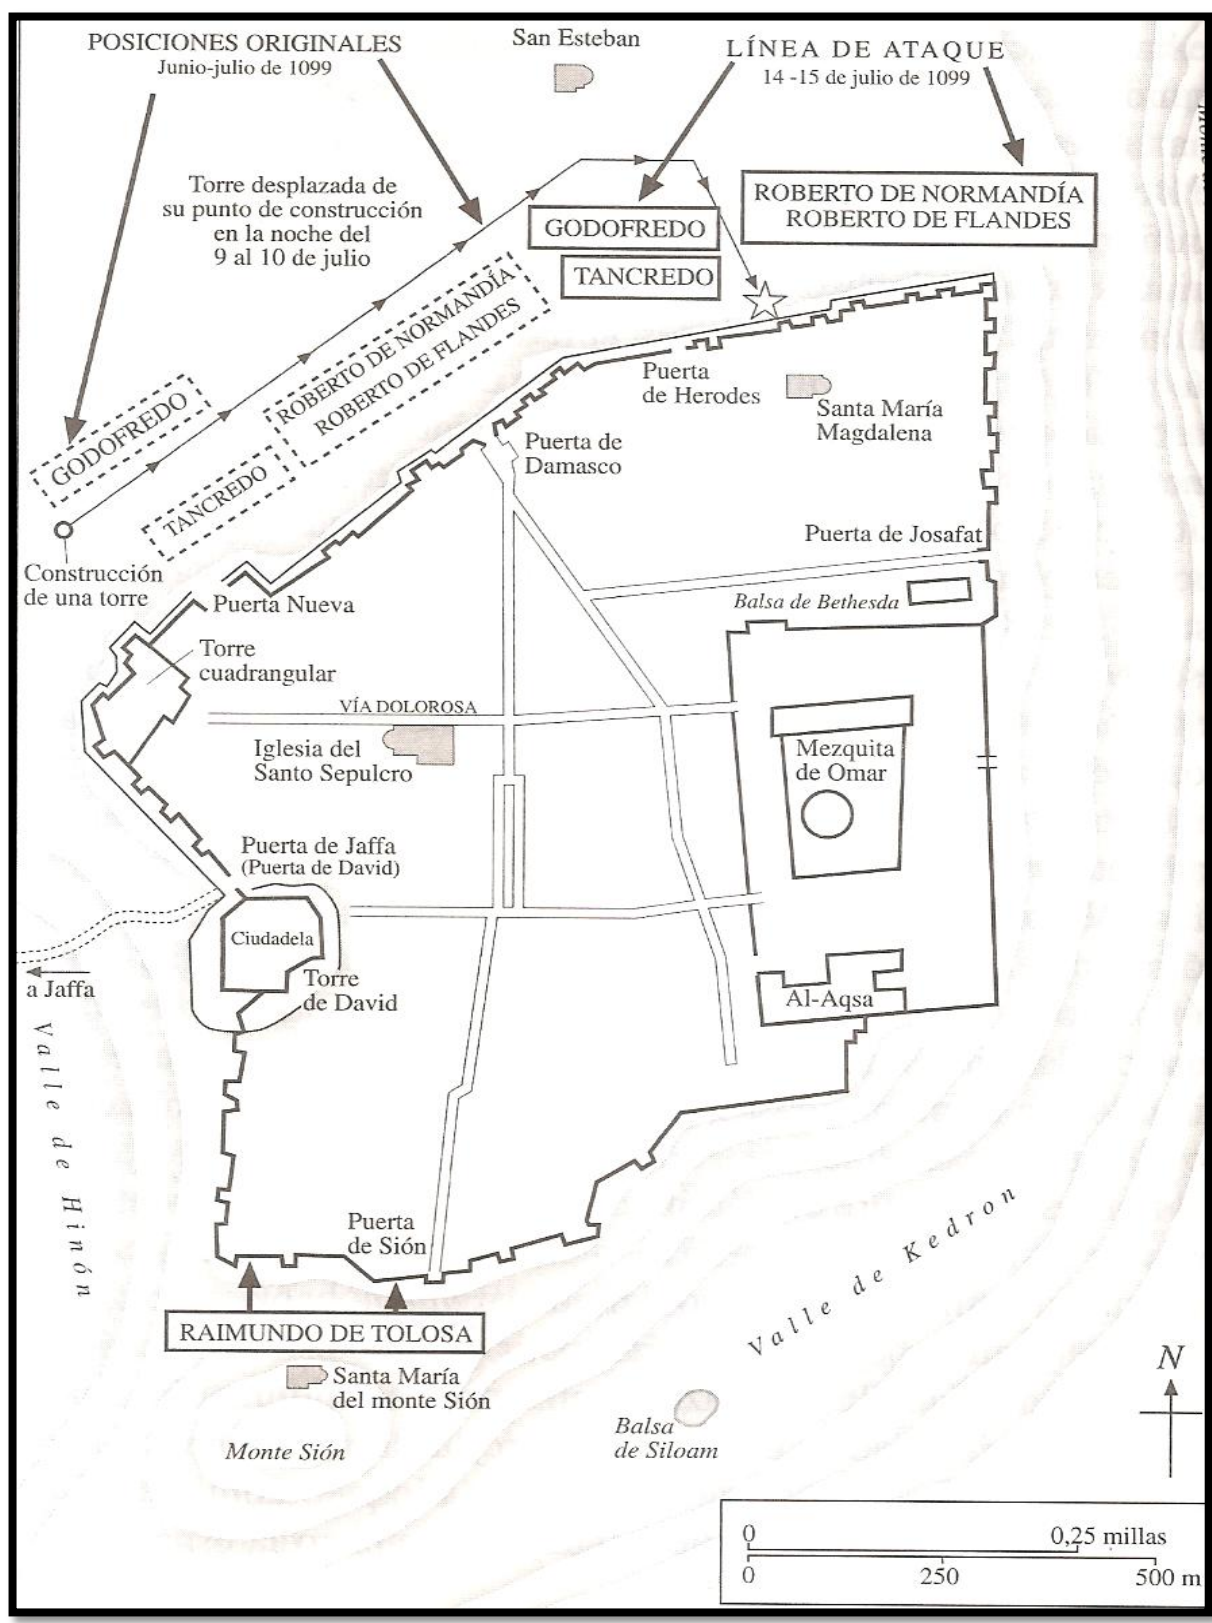 POSICIONES ORIGINALES
Junio-julio de 1099
San Esteban
LÍNEA DE ATAQUE
14 -15 de julio de 1099
Torre desplazada de
su punto de construcción
en la noche del
9 al 10 de julio
ROBERTO DE NORMANDÍA
ROBERTO DE FLANDES
GODOFREDO
TANCREDO
ROBERTO DE NORMANDÍA
ROBERTO DE FLANDES
GODOFREDO
TANCREDO
Construcción
de una torre
Puerta
de Herodes
Santa María
Magdalena
Puerta de
Damasco
Puerta de Josafat
Puerta Nueva
Balsa de Bethesda
Torre
cuadrangular
VÍA DOLOROSA
Iglesia del
Santo Sepulcro
Mezquita
de Omar
Puerta de Jaffa
(Puerta de David)
Ciudadela
a Jaffa
Torre
de David
Al-Aqsa
Valle de Hinón
Puerta
de Sión
Valle de Kedron
RAIMUNDO DE TOLOSA
Santa María
del monte Sión
Monte Sión
Balsa
de Siloam
N
0 0,25 millas
0 250 500 m